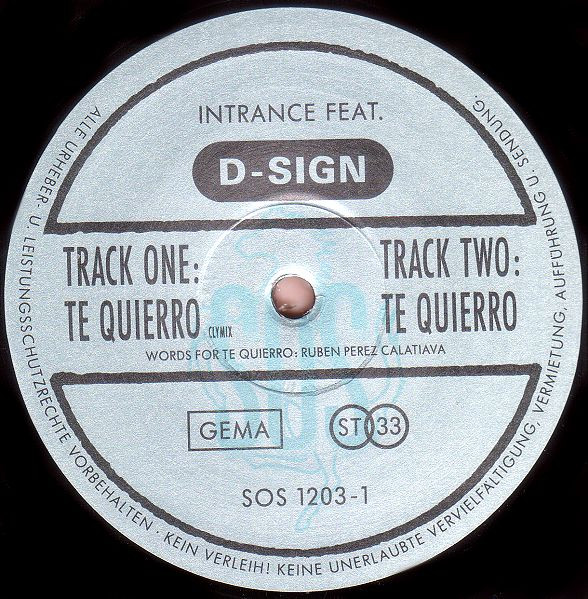 INTRANCE FEAT.
D-SIGN
TRACK ONE:
TE QUIERRO CLYMIX
TRACK TWO:
TE QUIERRO
WORDS FOR TE QUIERRO: RUBEN PEREZ CALATIAVA
GEMA
ST 33
SOS 1203-1
ALLE URHEBER- U. LEISTUNGSSCHUTZRECHTE VORBEHALTEN · KEIN VERLEIH! KEINE UNERLAUBTE VERVIELFÄLTIGUNG, VERMIETUNG, AUFFÜHRUNG U. SENDUNG.
SOS